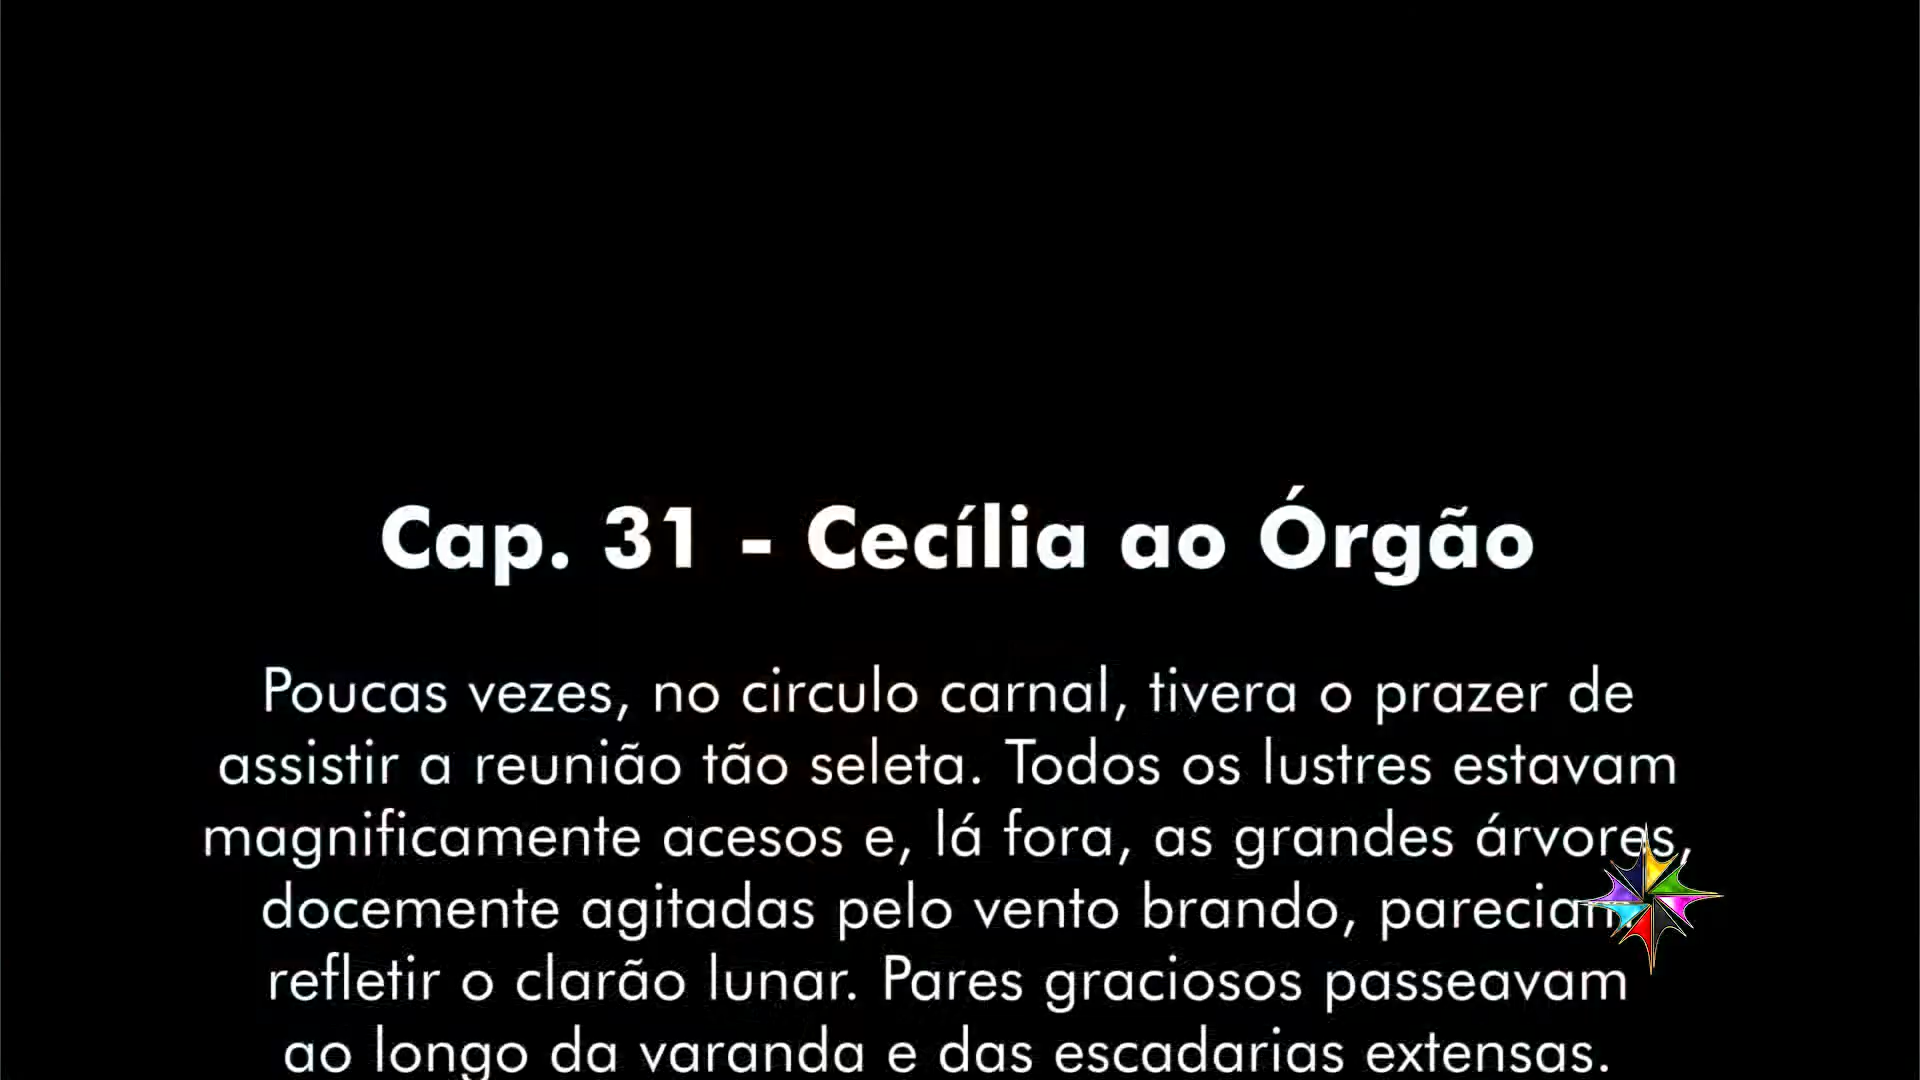 Cap. 31 - Cecília ao Órgão
Poucas vezes, no circulo carnal, tivera o prazer de
assistir a reunião tão seleta. Todos os lustres estavam
magnificamente acesos e, lá fora, as grandes árvores,
docemente agitadas pelo vento brando, pareciam
refletir o clarão lunar. Pares graciosos passeavam
ao longo da varanda e das escadarias extensas.